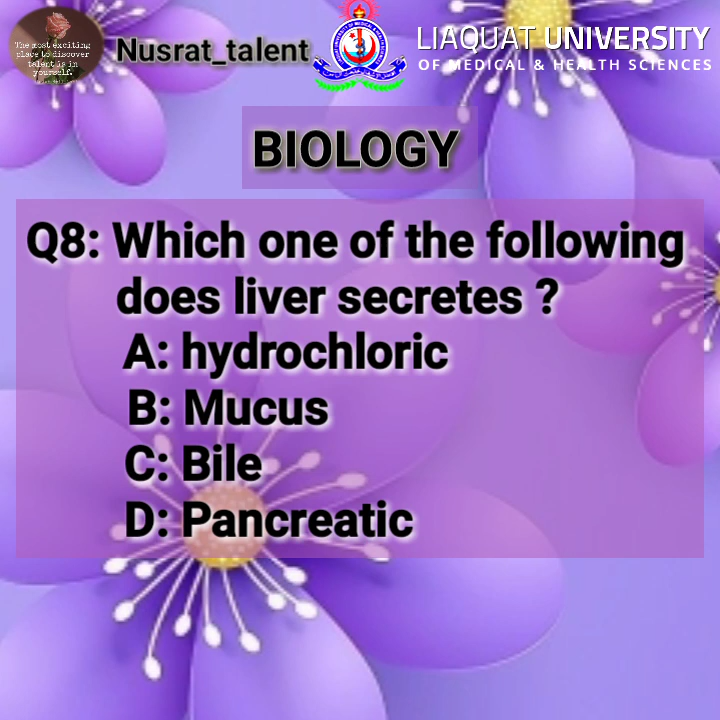 The most exciting
place to discover
talent is in
yourself.
Nusrat_talent
LIAQUAT UNIVERSITY
OF MEDICAL & HEALTH SCIENCES
BIOLOGY
Q8: Which one of the following
does liver secretes ?
A: hydrochloric
B: Mucus
C: Bile
D: Pancreatic